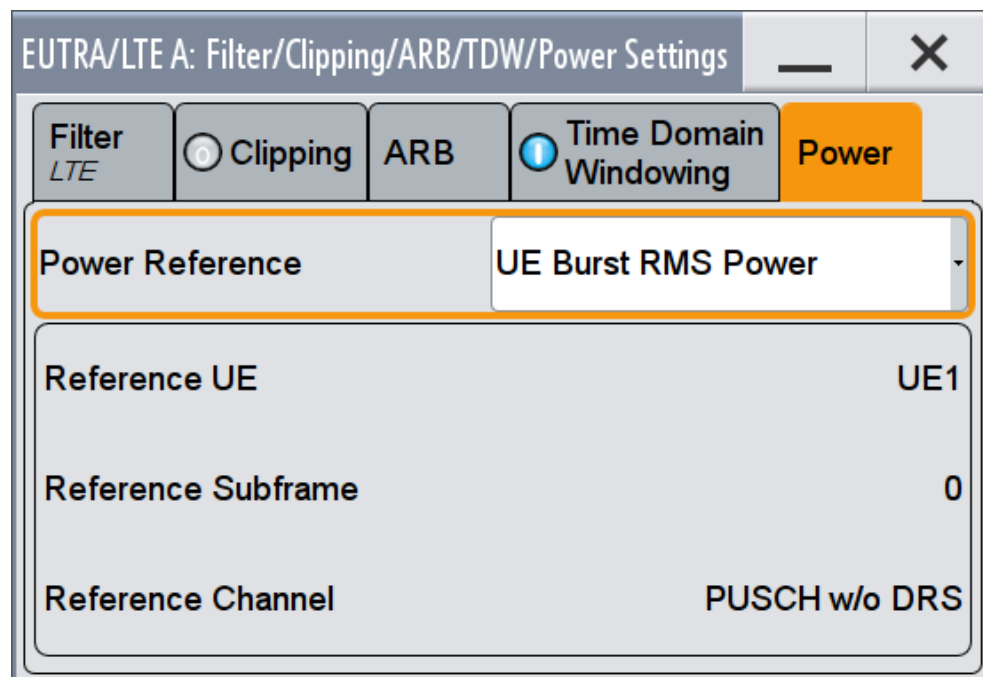 EUTRA/LTE A: Filter/Clipping/ARB/TDW/Power Settings
Filter
LTE
0 Clipping
ARB
Time Domain
Windowing
Power
Power Reference UE Burst RMS Power
Reference UE UE1
Reference Subframe 0
Reference Channel PUSCH w/o DRS